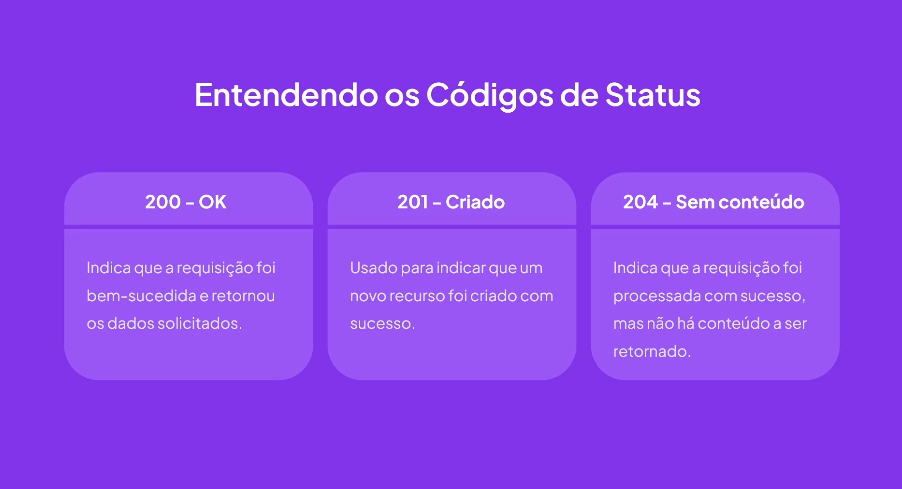 Entendendo os Códigos de Status
200 – OK
Indica que a requisição foi
bem-sucedida e retornou
os dados solicitados.
201 – Criado
Usado para indicar que um
novo recurso foi criado com
sucesso.
204 – Sem conteúdo
Indica que a requisição foi
processada com sucesso,
mas não há conteúdo a ser
retornado.